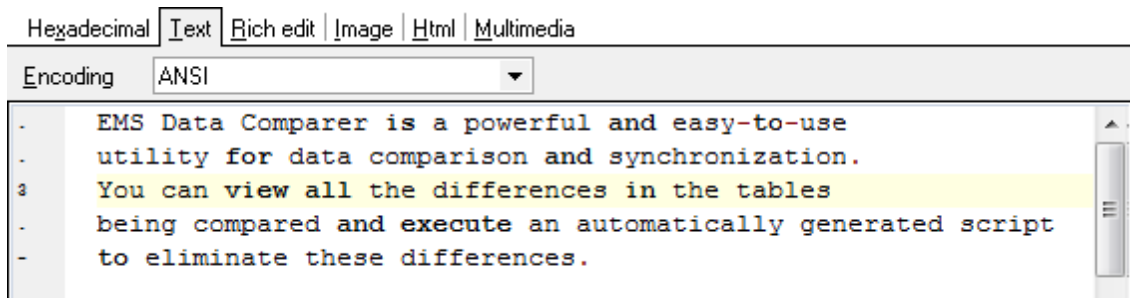 Hexadecimal Text Rich edit Image Html Multimedia
Encoding ANSI
EMS Data Comparer is a powerful and easy-to-use
utility for data comparison and synchronization.
3 You can view all the differences in the tables
being compared and execute an automatically generated script
to eliminate these differences.